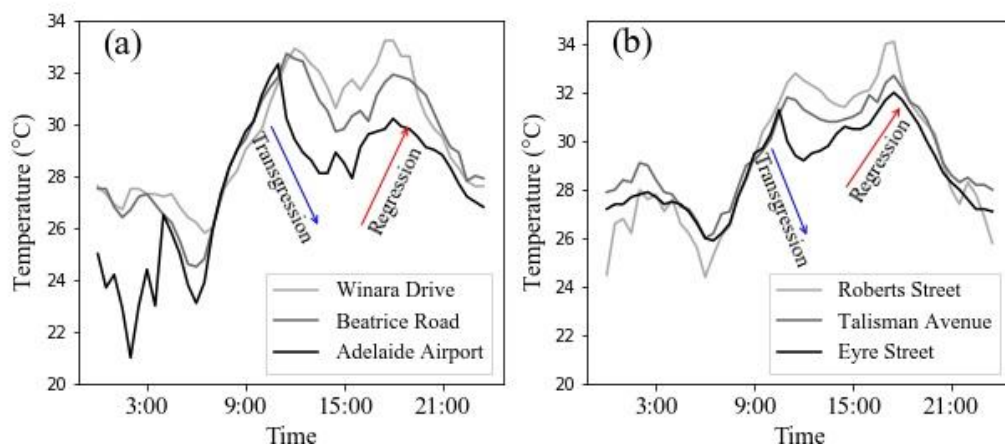 (a)
Temperature (°C)
34
32
30
28
26
24
22
20
Transgression
Regression
Winara Drive
Beatrice Road
Adelaide Airport
3:00 9:00 15:00 21:00
Time
(b)
Temperature (°C)
34
32
30
28
26
24
22
20
Transgression
Regression
Roberts Street
Talisman Avenue
Eyre Street
3:00 9:00 15:00 21:00
Time